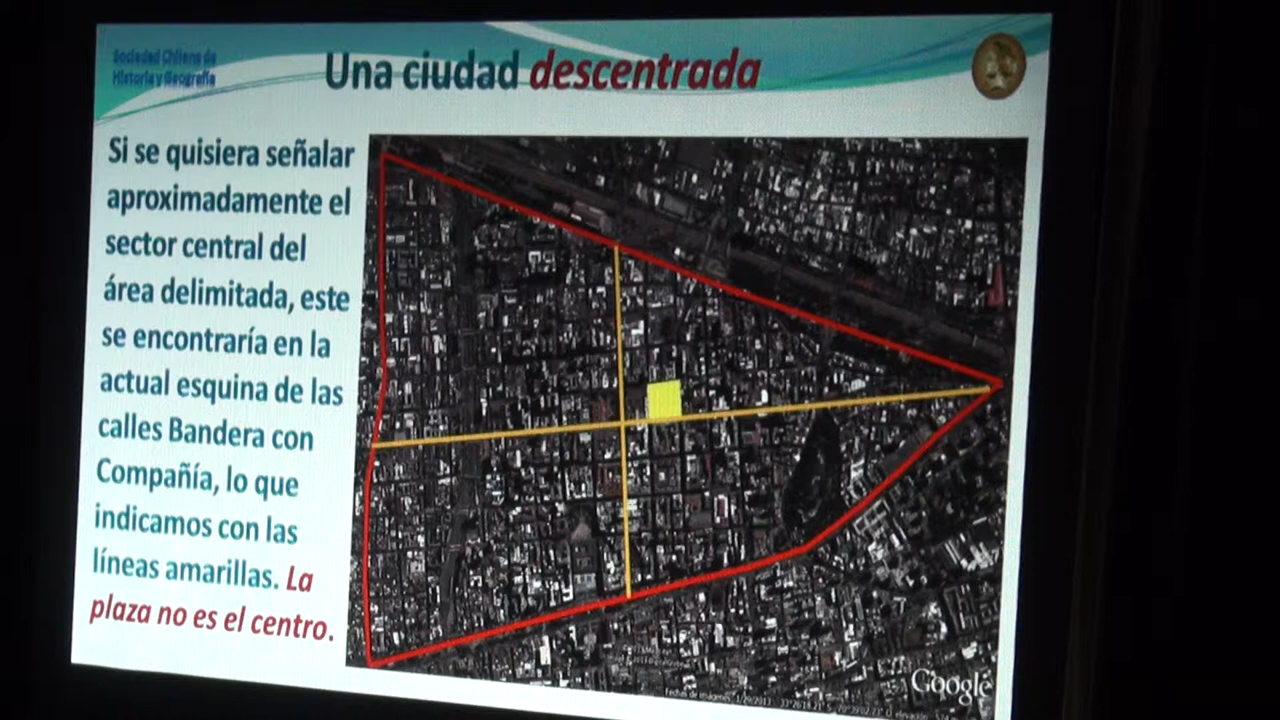 Sociedad Chilena de
Historia y Geografía
Una ciudad descentrada
Si se quisiera señalar
aproximadamente el
sector central del
área delimitada, este
se encontraría en la
actual esquina de las
calles Bandera con
Compañía, lo que
indicamos con las
líneas amarillas. La
plaza no es el centro.
Google